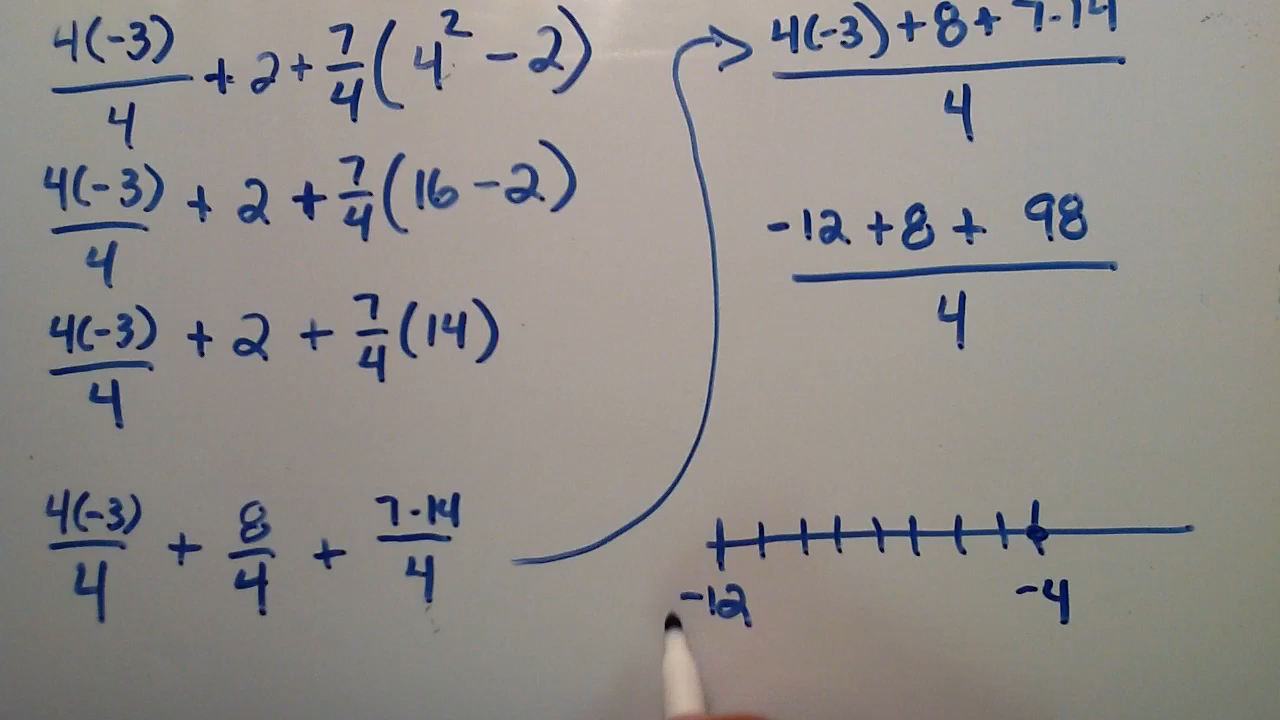 4(-3)/4 + 2 + 7/4 ( 4² - 2)
4(-3)/4 + 2 + 7/4 (16 - 2)
4(-3)/4 + 2 + 7/4 (14)
4(-3)/4 + 8/4 + 7·14/4
4(-3) + 8 + 7·14 / 4
-12 + 8 + 98 / 4
-12 -4